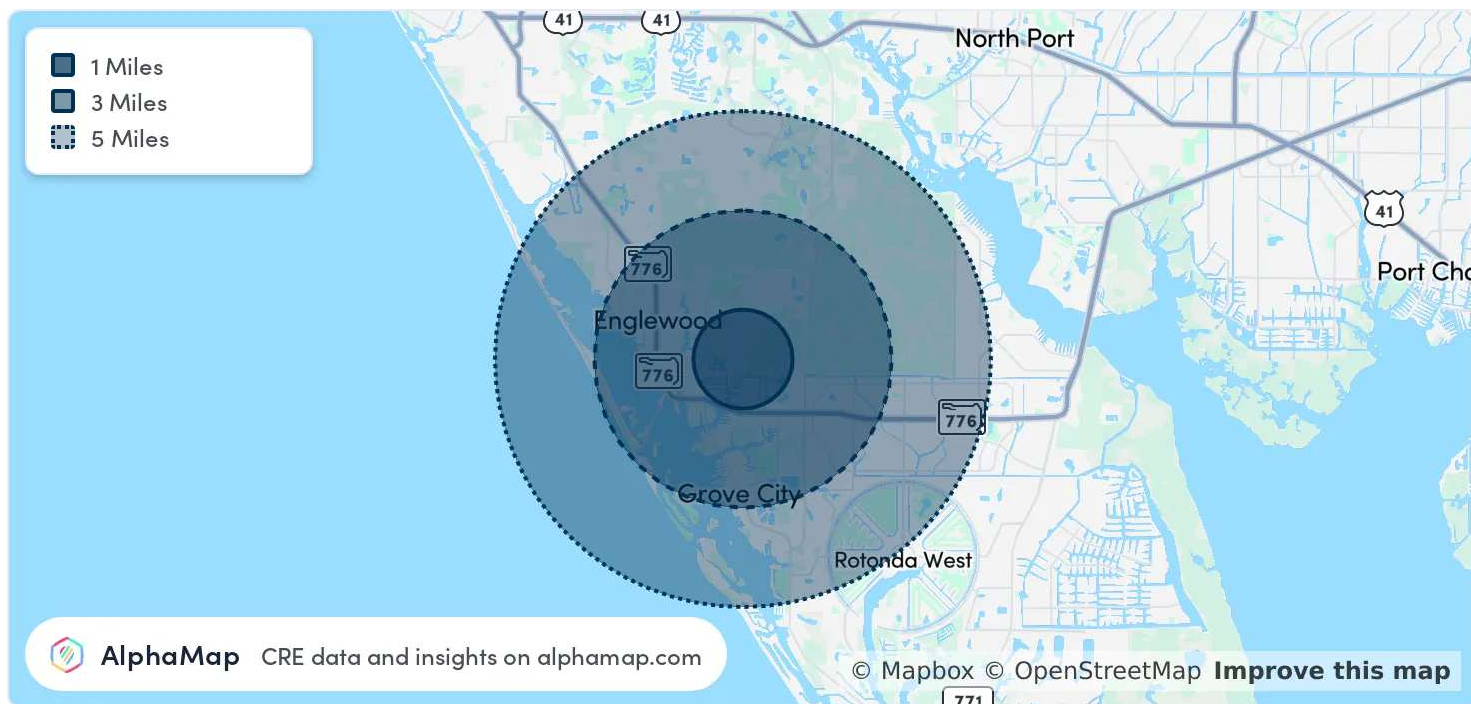 1 Miles
3 Miles
5 Miles
41
41
North Port
41
Port Cho
776
Englewood
776
776
Grove City
Rotonda West
AlphaMap CRE data and insights on alphamap.com
© Mapbox © OpenStreetMap Improve this map
771